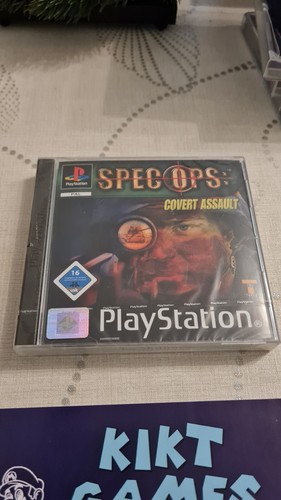 PlayStation
SPEC OPS:
COVERT ASSAULT
16
PlayStation
KIKT
GAMES